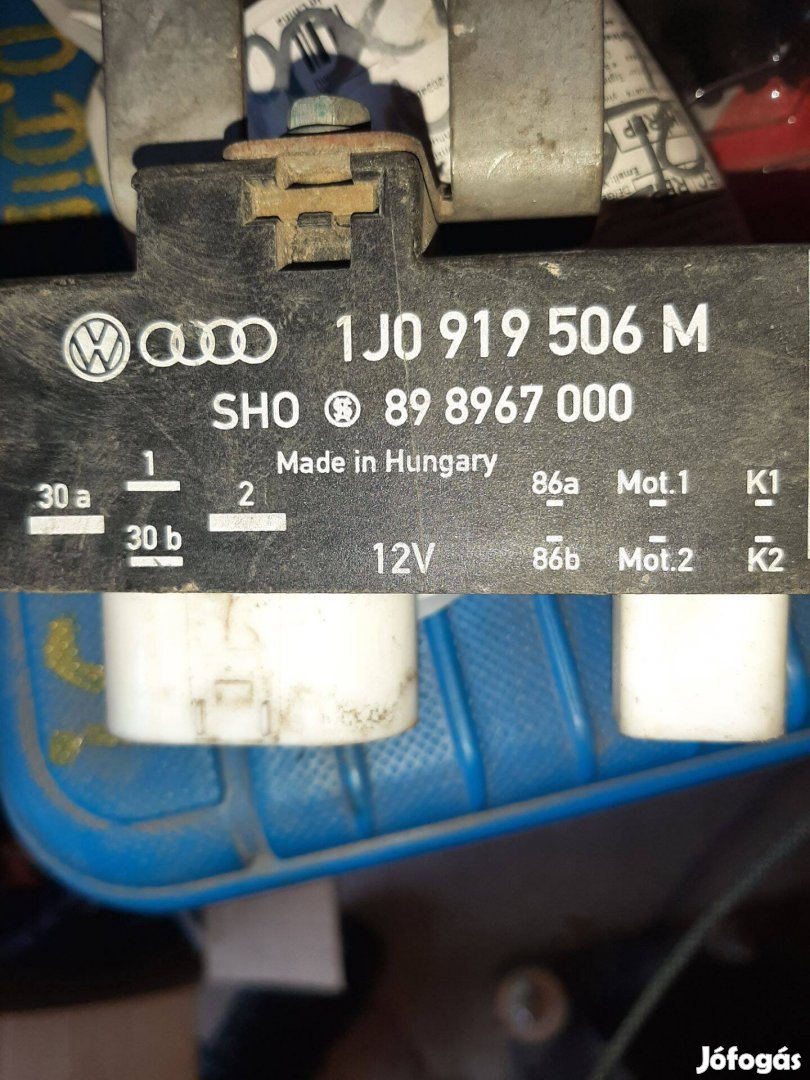 1J0 919 506 M
SHO 89 8967 000
Made in Hungary
30 a 1 2 86a Mot.1 K1
30 b 12V 86b Mot.2 K2
Jófogás